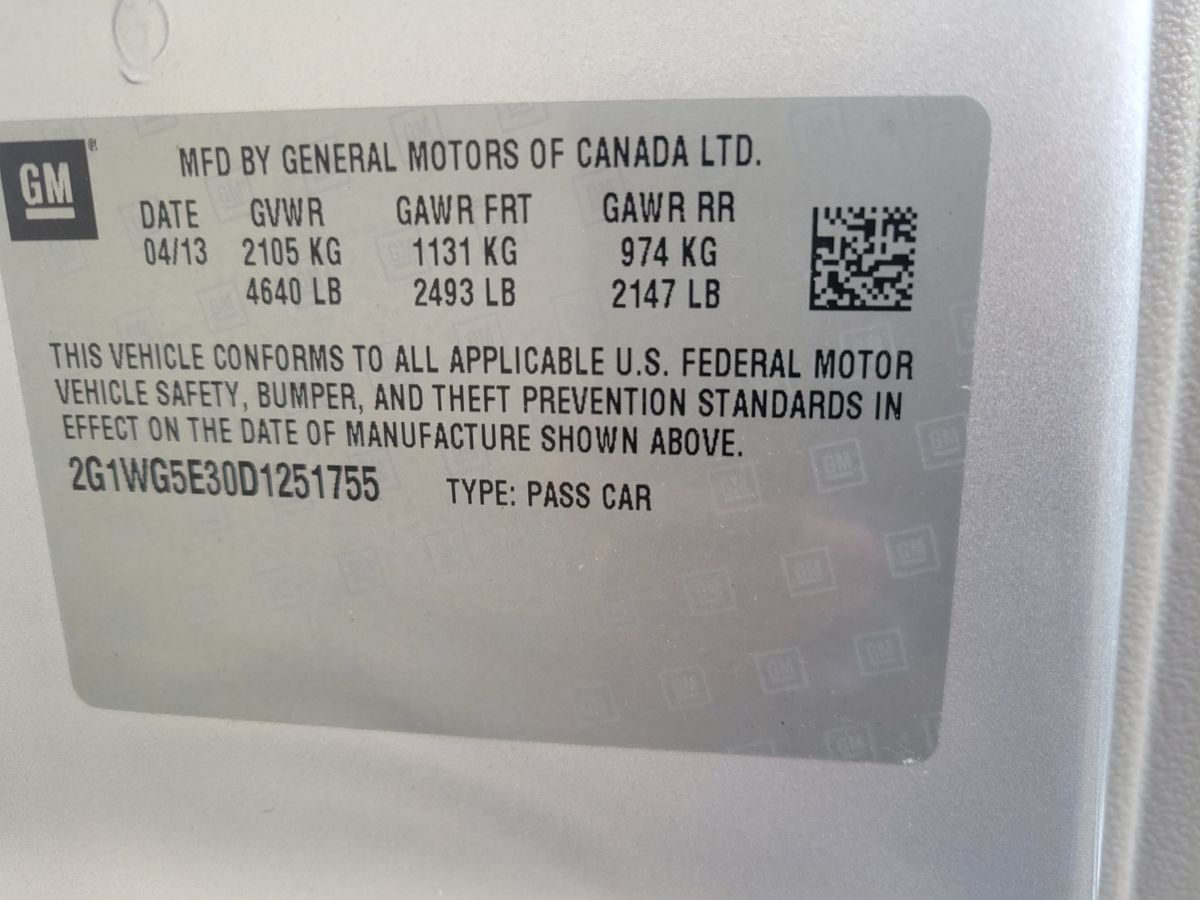 GM®
MFD BY GENERAL MOTORS OF CANADA LTD.
DATE GVWR GAWR FRT GAWR RR
04/13 2105 KG 1131 KG 974 KG
4640 LB 2493 LB 2147 LB
THIS VEHICLE CONFORMS TO ALL APPLICABLE U.S. FEDERAL MOTOR
VEHICLE SAFETY, BUMPER, AND THEFT PREVENTION STANDARDS IN
EFFECT ON THE DATE OF MANUFACTURE SHOWN ABOVE.
2G1WG5E30D1251755 TYPE: PASS CAR